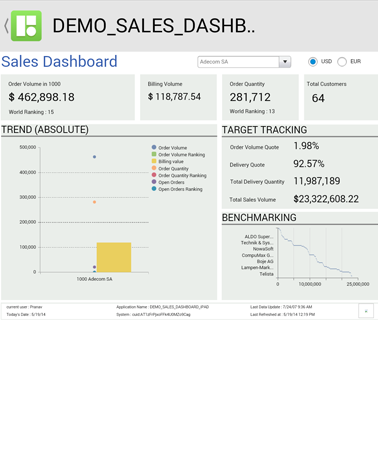 DEMO_SALES_DASHB..
Sales Dashboard
Adecom SA
USD
EUR
Order Volume in 1000
$ 462,898.18
World Ranking : 15
Billing Volume
$ 118,787.54
Order Quantity
281,712
World Ranking : 13
Total Customers
64
TREND (ABSOLUTE)
500,000
400,000
300,000
200,000
100,000
0
1000 Adecom SA
Order Volume
Order Volume Ranking
Billing value
Order Quantity
Order Quantity Ranking
Open Orders
Open Orders Ranking
TARGET TRACKING
Order Volume Quote 1.98%
Delivery Quote 92.57%
Total Delivery Quantity 11,987,189
Total Sales Volume $23,322,608.22
BENCHMARKING
ALDO Super...
Technik & Sys...
NovaSoft
CompuMax G...
Boje AG
Lampen-Mark...
Telista
0 10,000,000 25,000,000
current user : Pranav
Today's Date : 5/19/14
Application Name : DEMO_SALES_DASHBOARD_IPAD
Last Data Update : 7/24/07 9:36 AM
Last Refreshed at : 5/19/14 12:19 PM